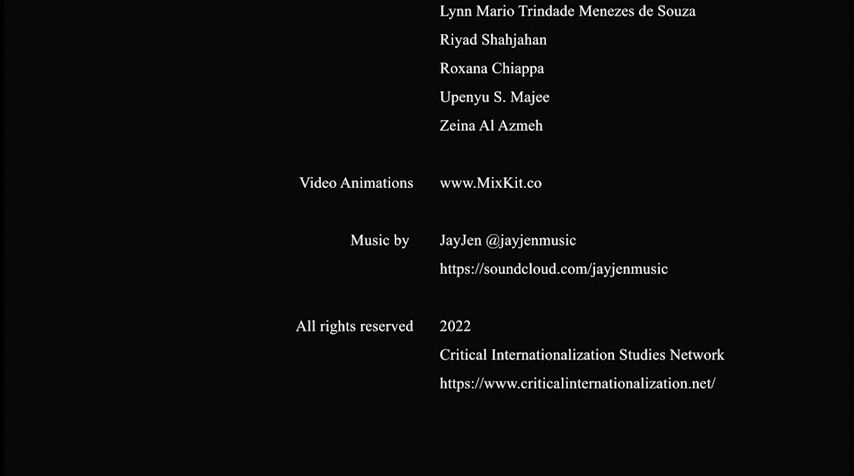 Lynn Mario Trindade Menezes de Souza
Riyad Shahjahan
Roxana Chiappa
Upenyu S. Majee
Zeina Al Azmeh
Video Animations www.MixKit.co
Music by JayJen @jayjenmusic
https://soundcloud.com/jayjenmusic
All rights reserved 2022
Critical Internationalization Studies Network
https://www.criticalinternationalization.net/